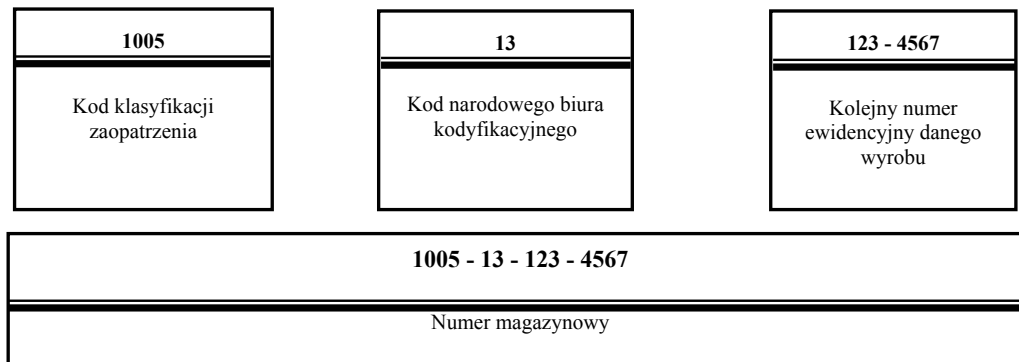 1005
Kod klasyfikacji
zaopatrzenia
13
Kod narodowego biura
kodyfikacyjnego
123 - 4567
Kolejny numer
ewidencyjny danego
wyrobu
1005 - 13 - 123 - 4567
Numer magazynowy